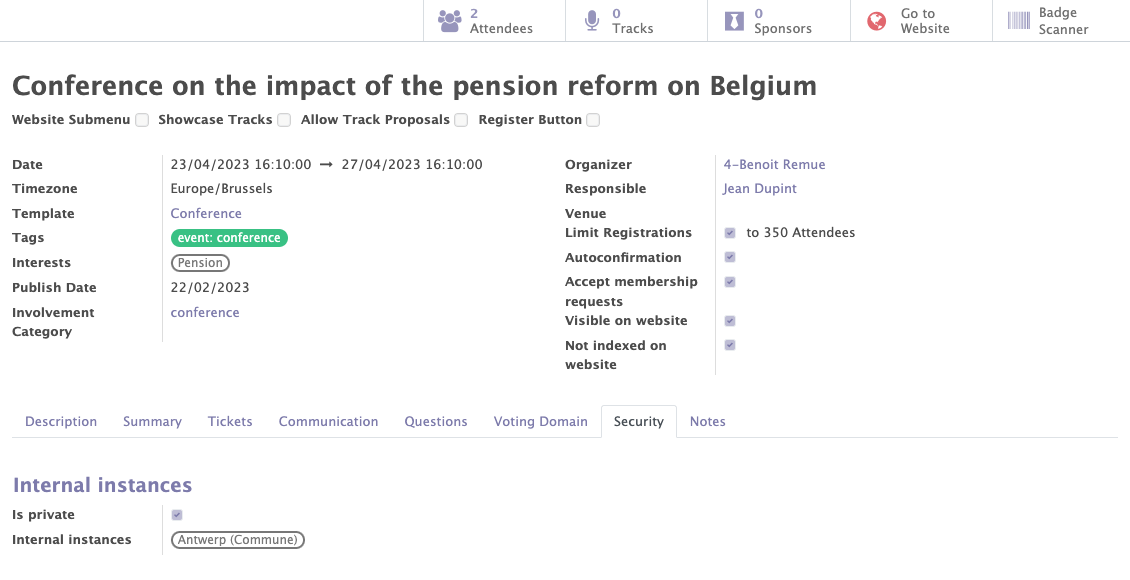 2
Attendees
0
Tracks
0
Sponsors
Go to
Website
Badge
Scanner
Conference on the impact of the pension reform on Belgium
Website Submenu Showcase Tracks Allow Track Proposals Register Button
Date 23/04/2023 16:10:00 → 27/04/2023 16:10:00
Timezone Europe/Brussels
Template Conference
Tags event: conference
Interests Pension
Publish Date 22/02/2023
Involvement
Category conference
Organizer 4-Benoit Remue
Responsible Jean Dupint
Venue
Limit Registrations to 350 Attendees
Autoconfirmation
Accept membership
requests
Visible on website
Not indexed on
website
Description Summary Tickets Communication Questions Voting Domain Security Notes
Internal instances
Is private
Internal instances Antwerp (Commune)